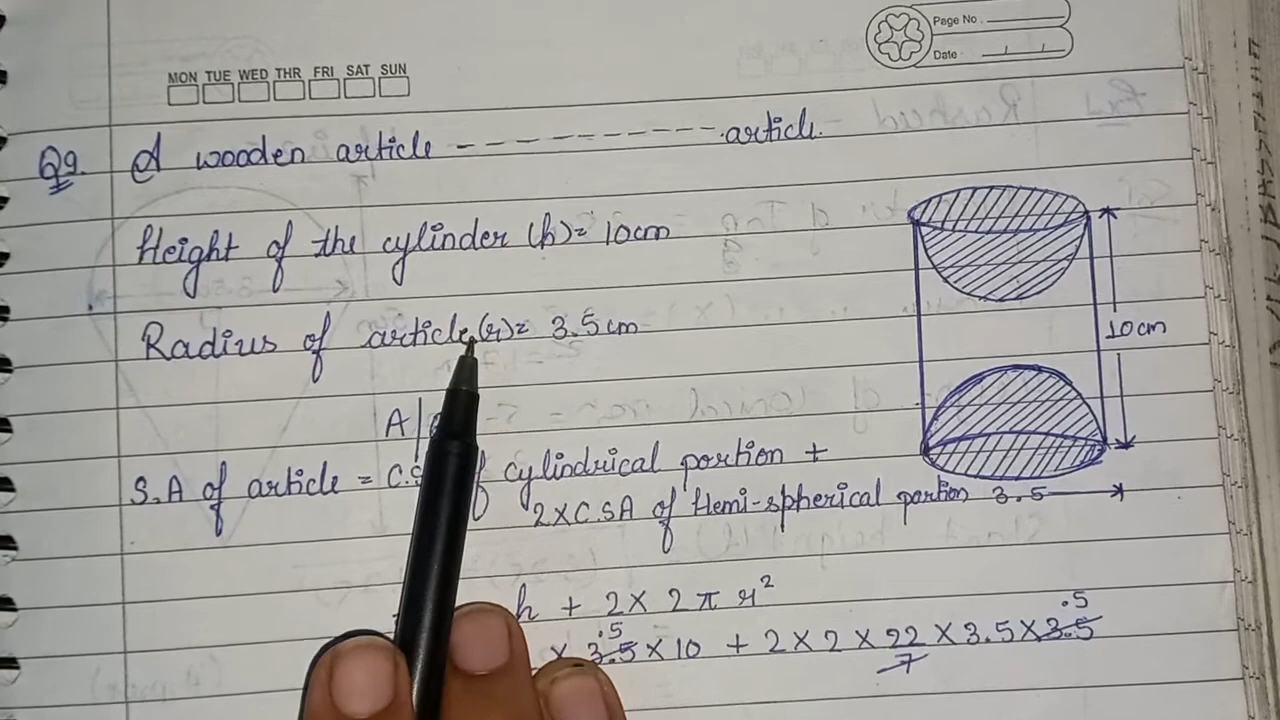 Page No.
Date
MON TUE WED THR FRI SAT SUN
Q9. A wooden article ---------- article.
Height of the cylinder (h)= 10cm
Radius of article (r)= 3.5cm
10cm
A
S.A of article = C.S of cylindrical portion +
2×C.SA of Hemi-spherical portion 3.5
h + 2× 2πr²
.5 .5
× 3.5 × 10 + 2 × 2 × 22/7 × 3.5 × 3.5